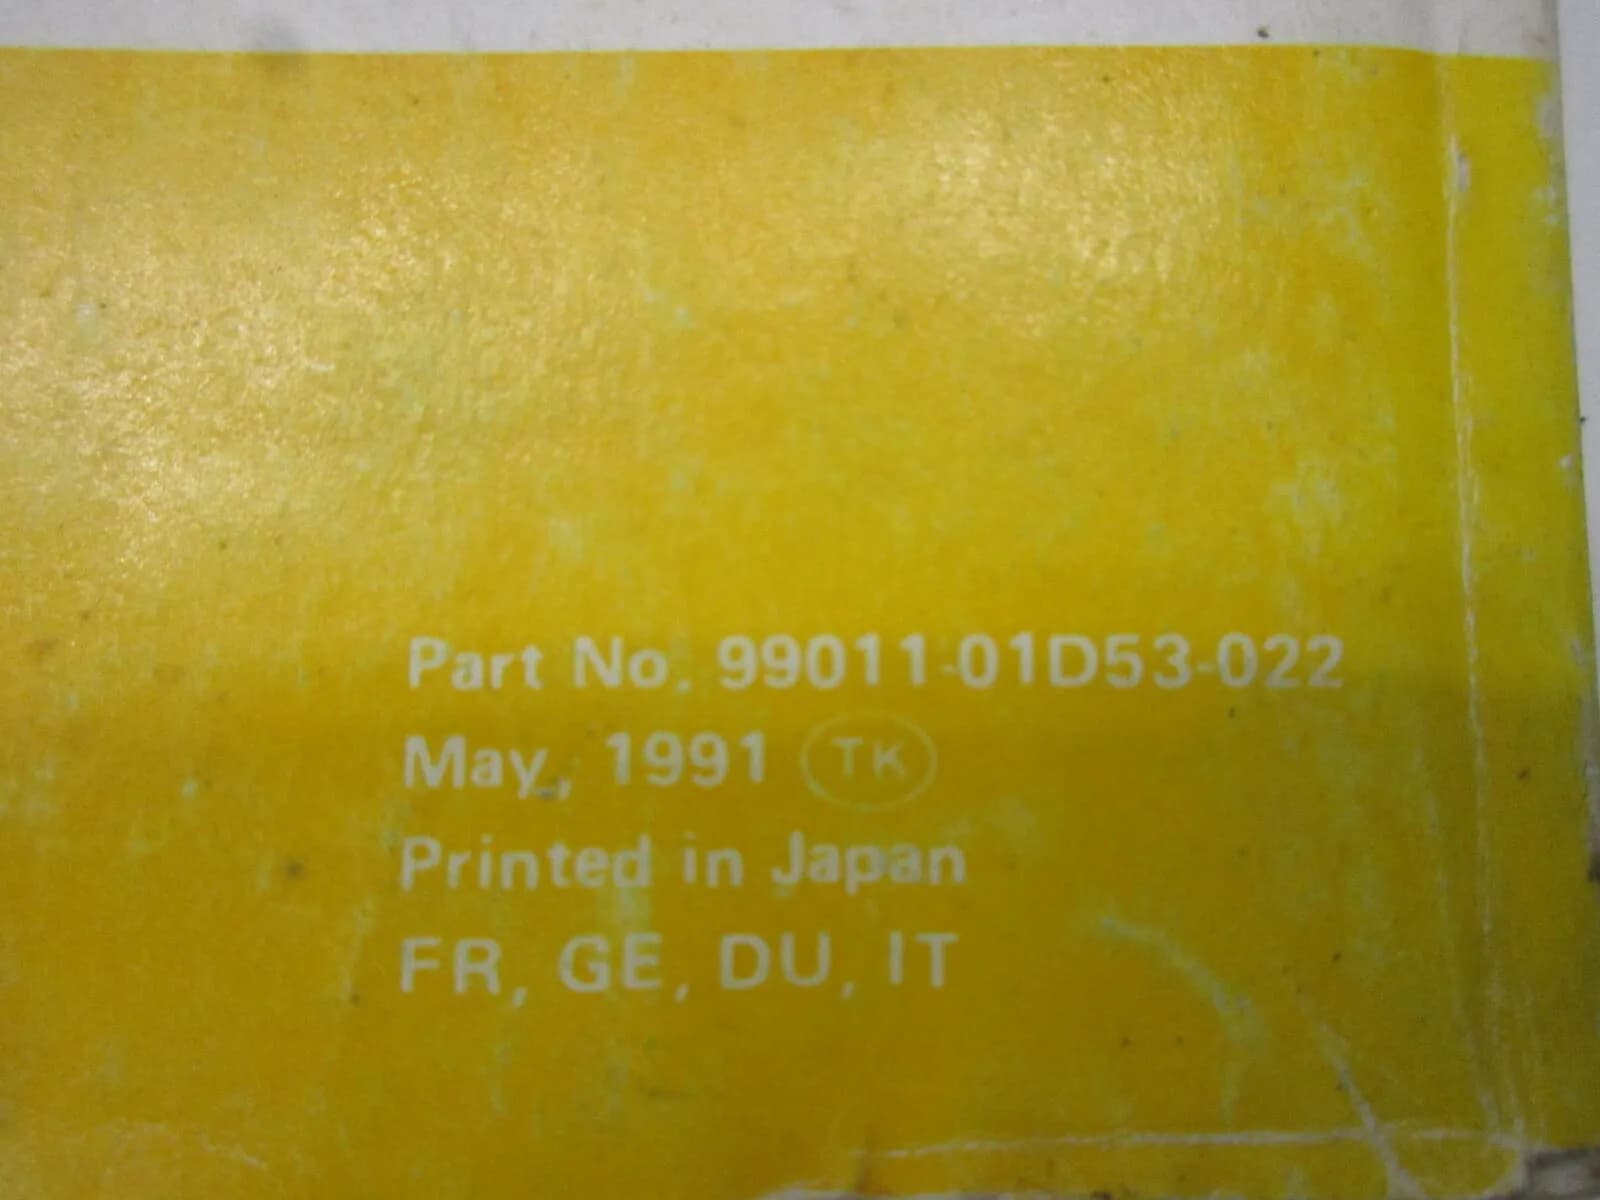 Part No. 99011-01D53-022
May, 1991 TK
Printed in Japan
FR, GE, DU, IT